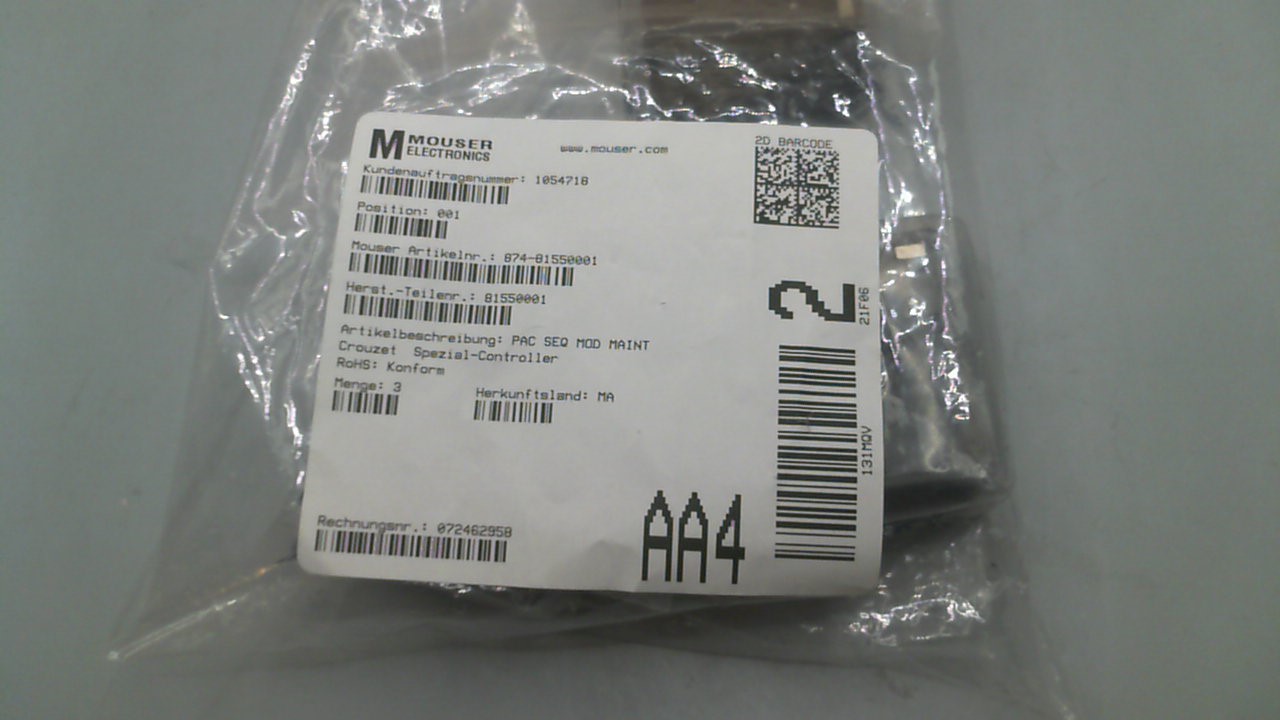 MOUSER
ELECTRONICS
www.mouser.com
2D BARCODE
Kundenauftragsnummer: 1054718
Position: 001
Mouser Artikelnr.: 874-81550001
Herst.-Teilenr.: 81550001
Artikelbeschreibung: PAC SEQ MOD MAINT
Crouzet Spezial-Controller
RoHS: Konform
Menge: 3
Herkunftsland: MA
Rechnungsnr.: 072462958
AA4
2
21F06
131MQV